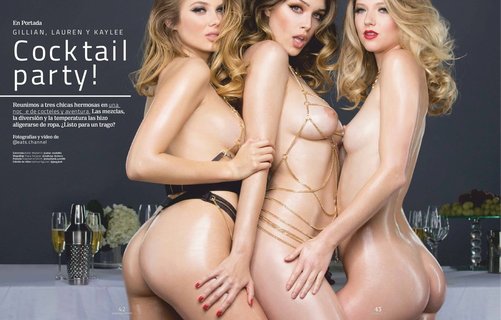 En Portada
GILLIAN, LAUREN Y KAYLEE
Cocktail
party!
Reunimos a tres chicas hermosas en una
noc e de cocteles y aventura. Las mezclas,
la diversión y la temperatura las hizo
aligerarse de ropa. ¿Listo para un trago?
Fotografías y video de
@eats.channel
42
43